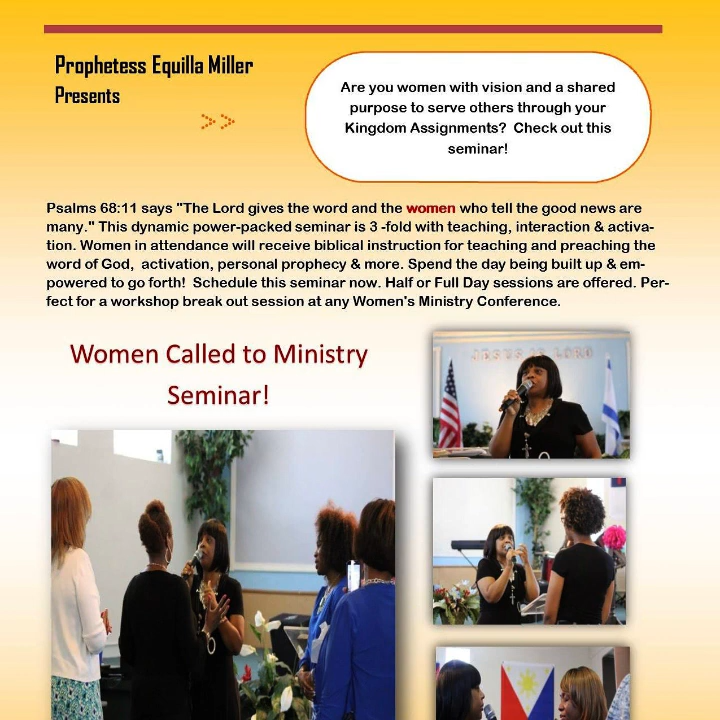 Prophetess Equilla Miller
Presents
>>
Are you women with vision and a shared
purpose to serve others through your
Kingdom Assignments?  Check out this
seminar!
Psalms 68:11 says "The Lord gives the word and the women who tell the good news are
many." This dynamic power-packed seminar is 3 -fold with teaching, interaction & activa-
tion. Women in attendance will receive biblical instruction for teaching and preaching the
word of God,  activation, personal prophecy & more. Spend the day being built up & em-
powered to go forth!  Schedule this seminar now. Half or Full Day sessions are offered. Per-
fect for a workshop break out session at any Women's Ministry Conference.
Women Called to Ministry
Seminar!
JESUS IS LORD